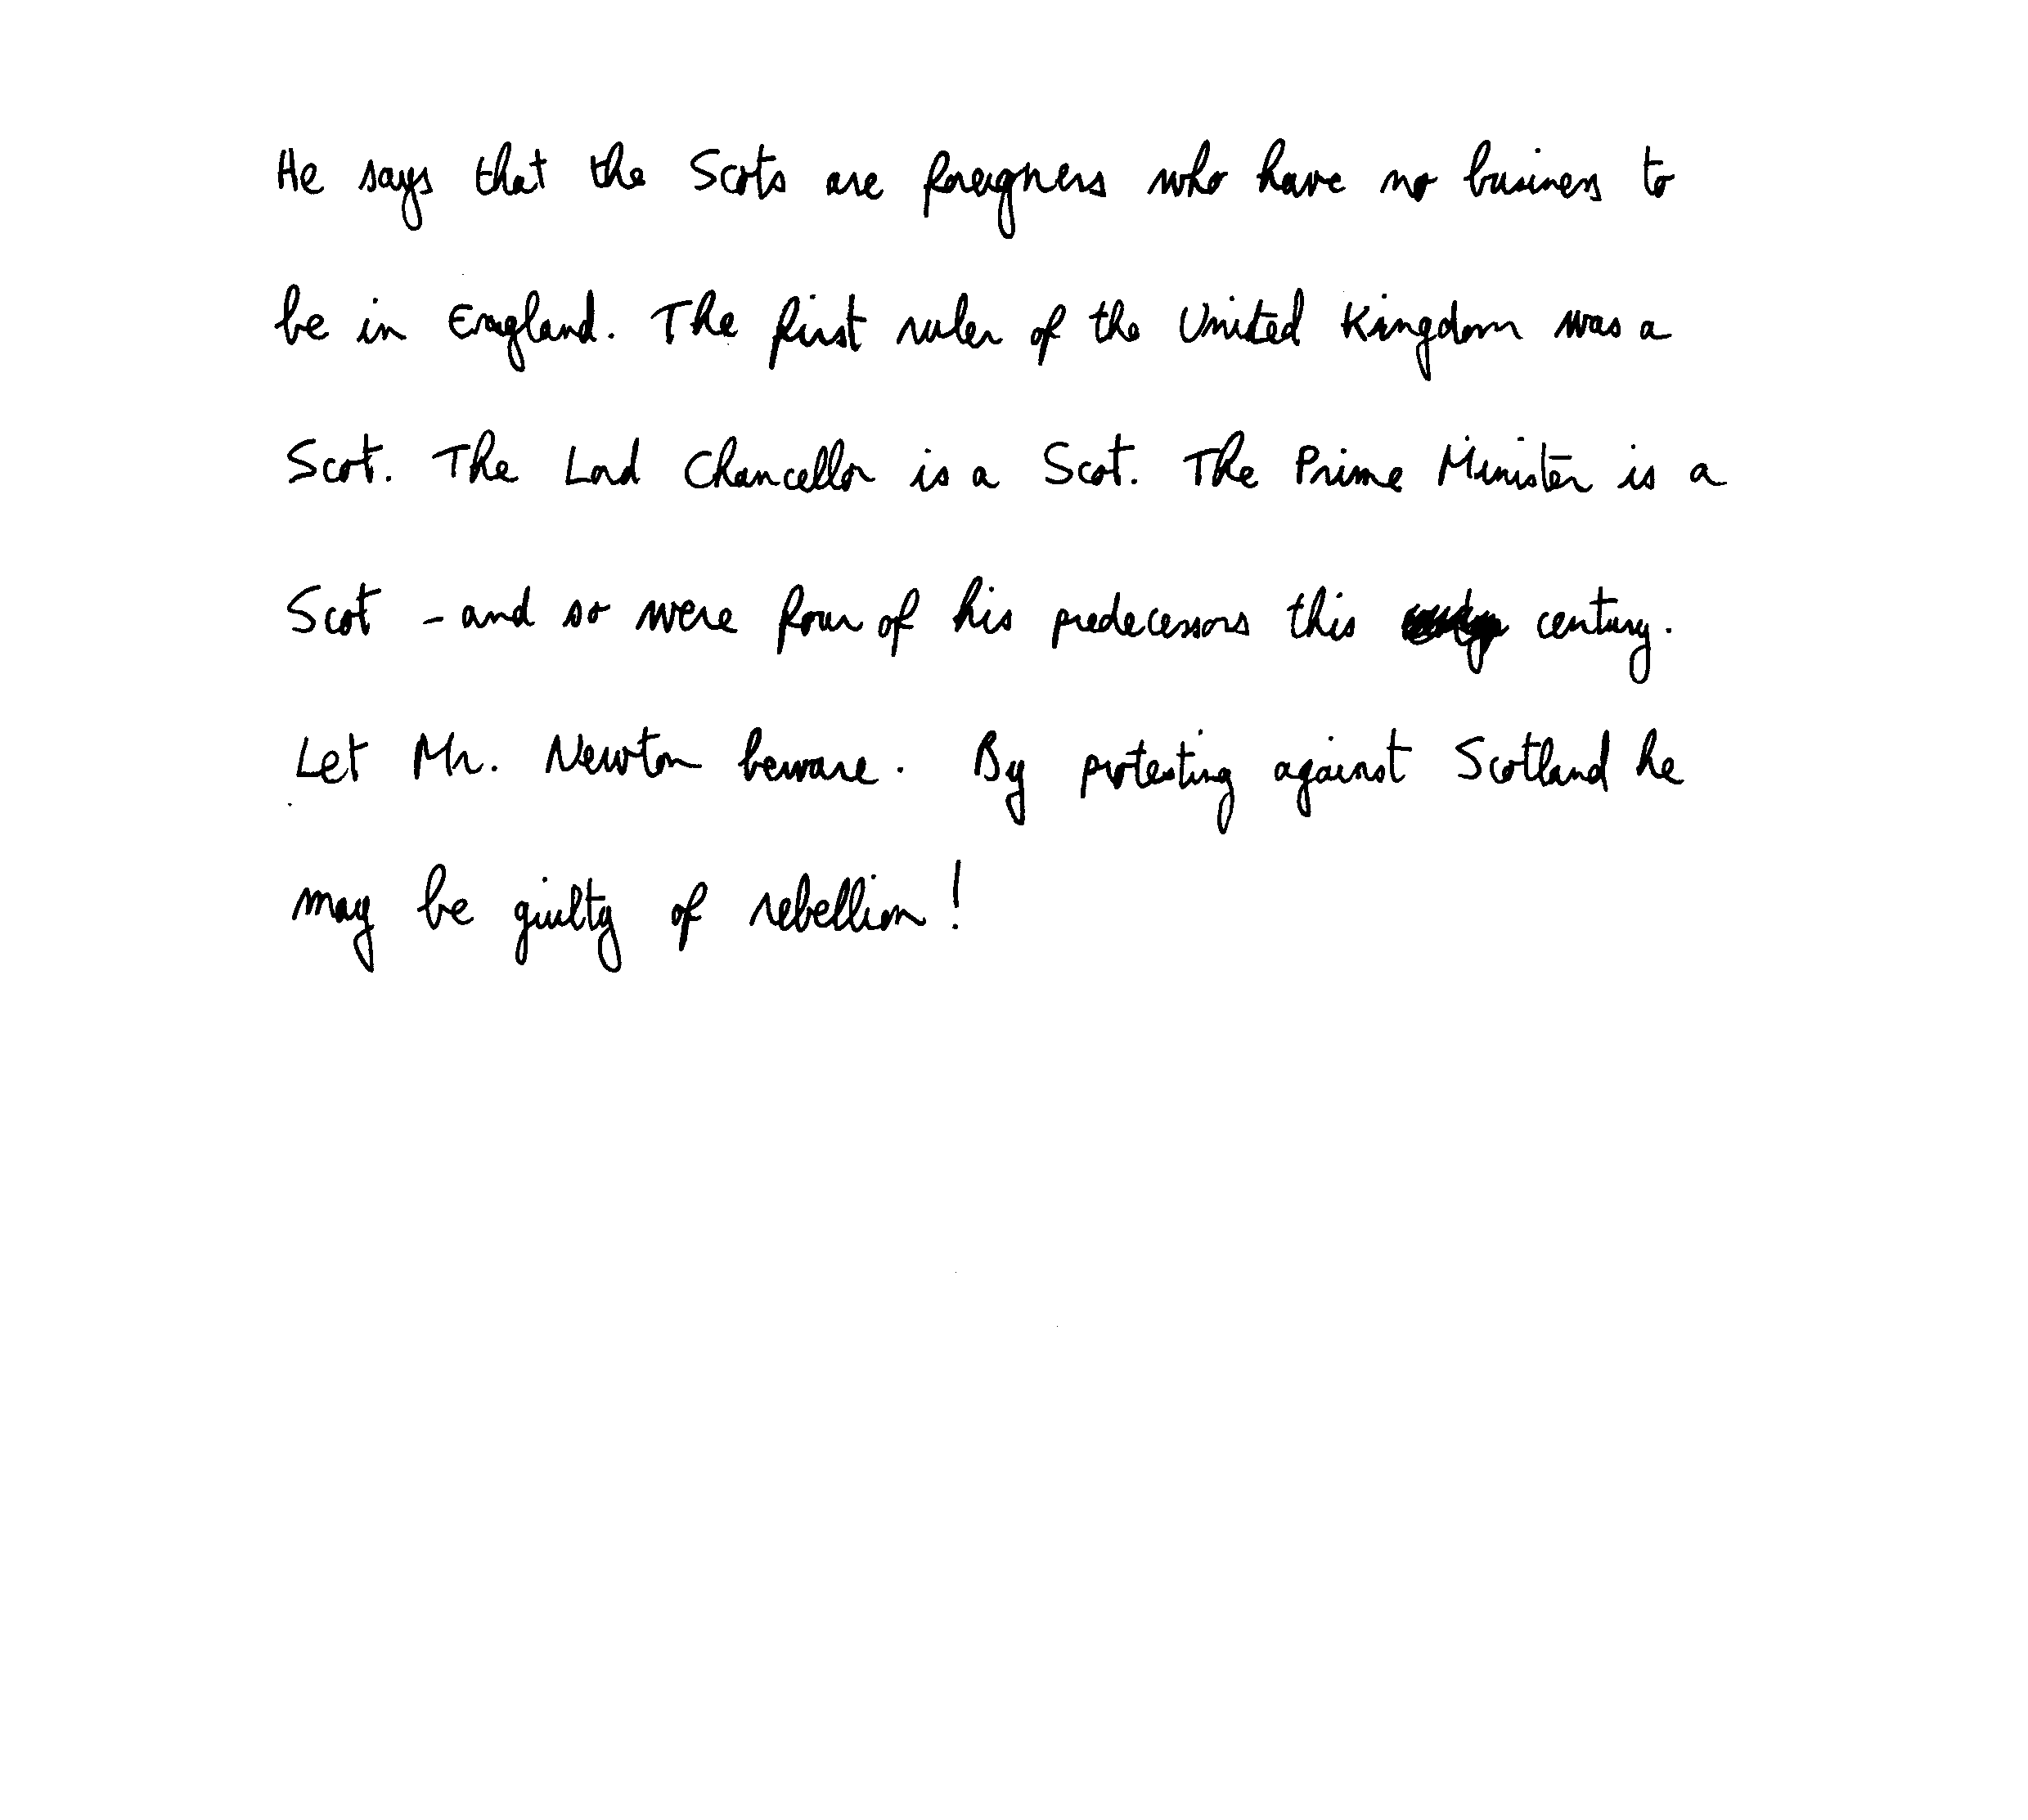 He says that the Scots are foreigners who have no business to
be in England. The first ruler of the United Kingdom was a
Scot. The Lord Chancellor is a Scot. The Prime Minister is a
Scot - and so were four of his predecessors this century.
Let Mr. Newton beware. By protesting against Scotland he
may be guilty of rebellion!